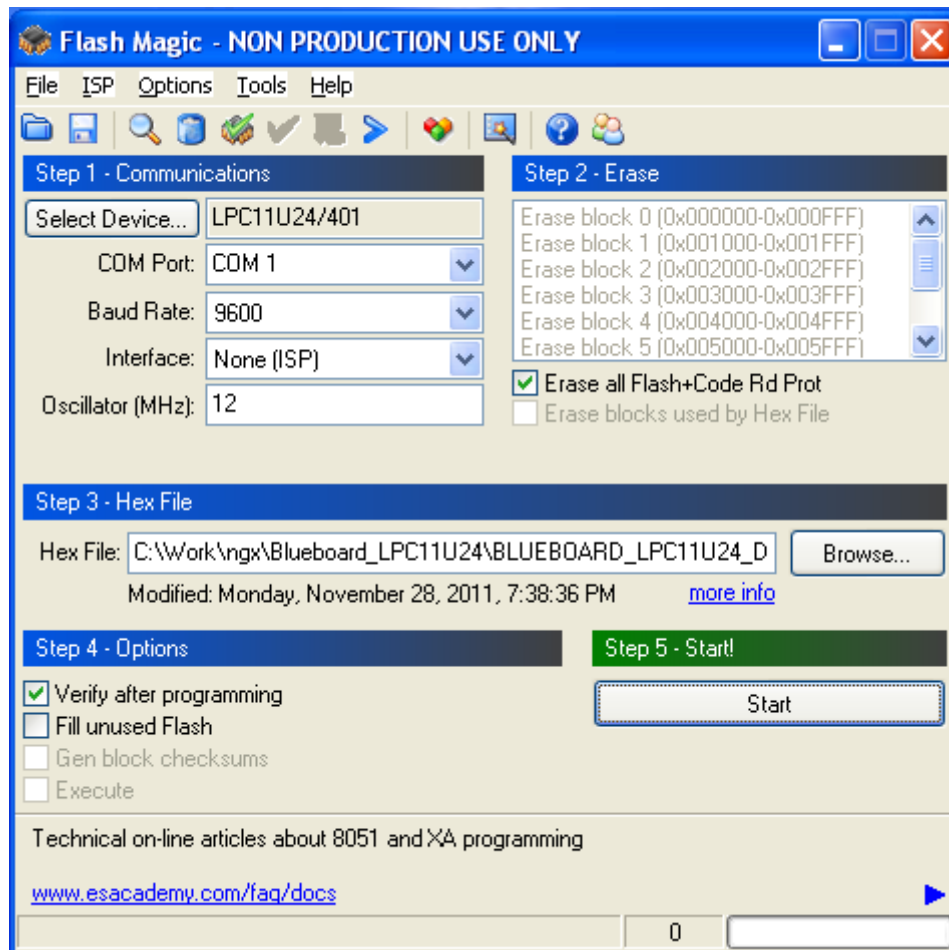 Flash Magic - NON PRODUCTION USE ONLY
File ISP Options Tools Help
Step 1 - Communications
Select Device... LPC11U24/401
COM Port: COM 1
Baud Rate: 9600
Interface: None (ISP)
Oscillator (MHz): 12
Step 2 - Erase
Erase block 0 (0x000000-0x000FFF)
Erase block 1 (0x001000-0x001FFF)
Erase block 2 (0x002000-0x002FFF)
Erase block 3 (0x003000-0x003FFF)
Erase block 4 (0x004000-0x004FFF)
Erase block 5 (0x005000-0x005FFF)
Erase all Flash+Code Rd Prot
Erase blocks used by Hex File
Step 3 - Hex File
Hex File: C:\Work\ngx\Blueboard_LPC11U24\BLUEBOARD_LPC11U24_D Browse...
Modified: Monday, November 28, 2011, 7:38:36 PM more info
Step 4 - Options
Verify after programming
Fill unused Flash
Gen block checksums
Execute
Step 5 - Start!
Start
Technical on-line articles about 8051 and XA programming
www.esacademy.com/faq/docs
0